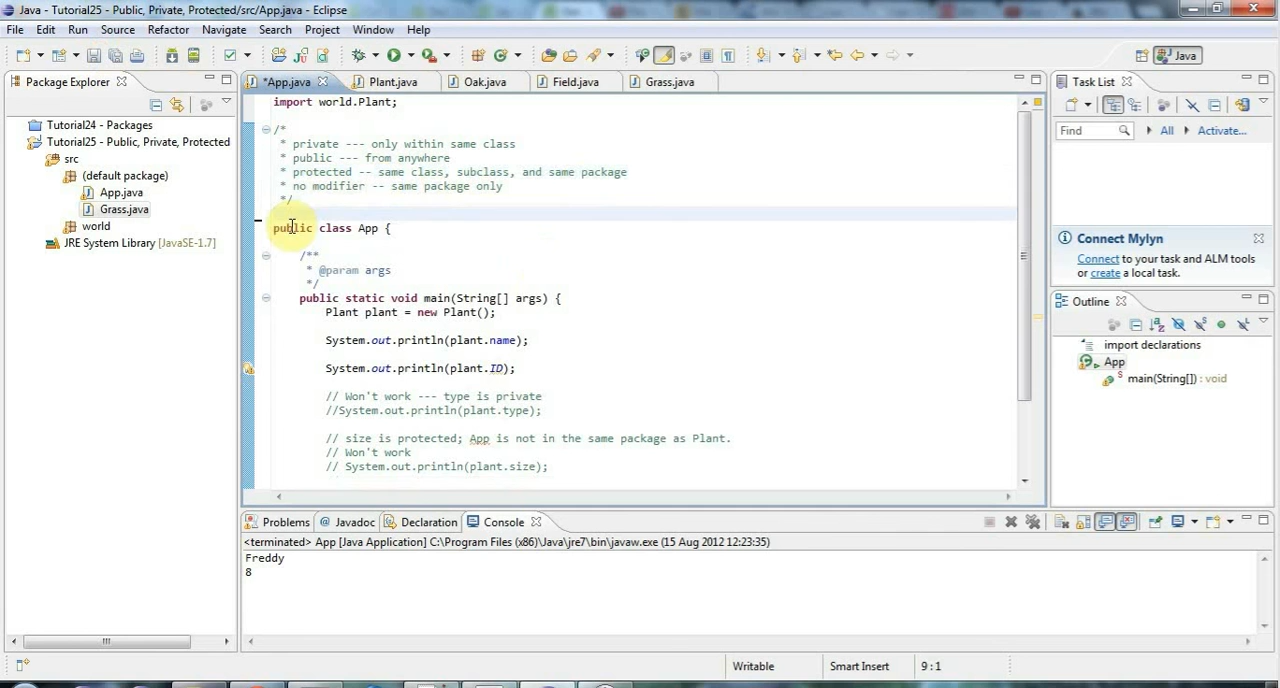 Java - Tutorial25 - Public, Private, Protected/src/App.java - Eclipse
File Edit View Source Refactor Navigate Search Project Run Window Help
Java
Package Explorer
Tutorial24 - Packages
Tutorial25 - Public, Private, Protected
src
(default package)
App.java
Grass.java
world
JRE System Library [JavaSE-1.7]
*App.java Plant.java Oak.java Field.java Grass.java
import world.Plant;
/*
* private --- only within same class
* public --- from anywhere
* protected -- same class, subclass, and same package
* no modifier -- same package only
*/
public class App {
/**
* @param args
*/
public static void main(String[] args) {
Plant plant = new Plant();
System.out.println(plant.name);
System.out.println(plant.ID);
// Won't work --- type is private
//System.out.println(plant.type);
// size is protected; App is not in the same package as Plant.
// Won't work
// System.out.println(plant.size);
Task List
Find All Activate...
Connect Mylyn
Connect to your task and ALM tools
or create a local task.
Outline
import declarations
App
S
main(String[]) : void
Problems @ Javadoc Declaration Console
<terminated> App [Java Application] C:\Program Files (x86)\Java\jre7\bin\javaw.exe (15 Aug 2012 12:23:35)
Freddy
8
Writable Smart Insert 9 : 1